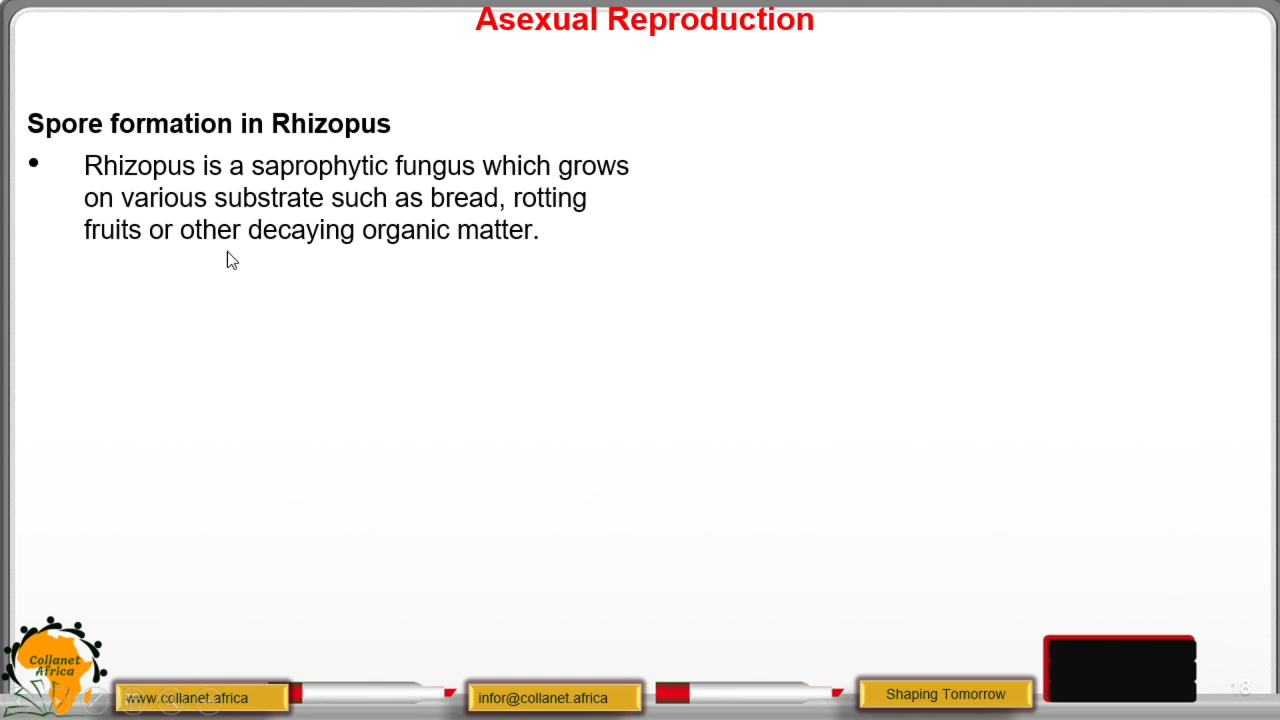 Asexual Reproduction
Spore formation in Rhizopus
• Rhizopus is a saprophytic fungus which grows
on various substrate such as bread, rotting
fruits or other decaying organic matter.
Collanet
Africa
www.collanet.africa
infor@collanet.africa
Shaping Tomorrow
18